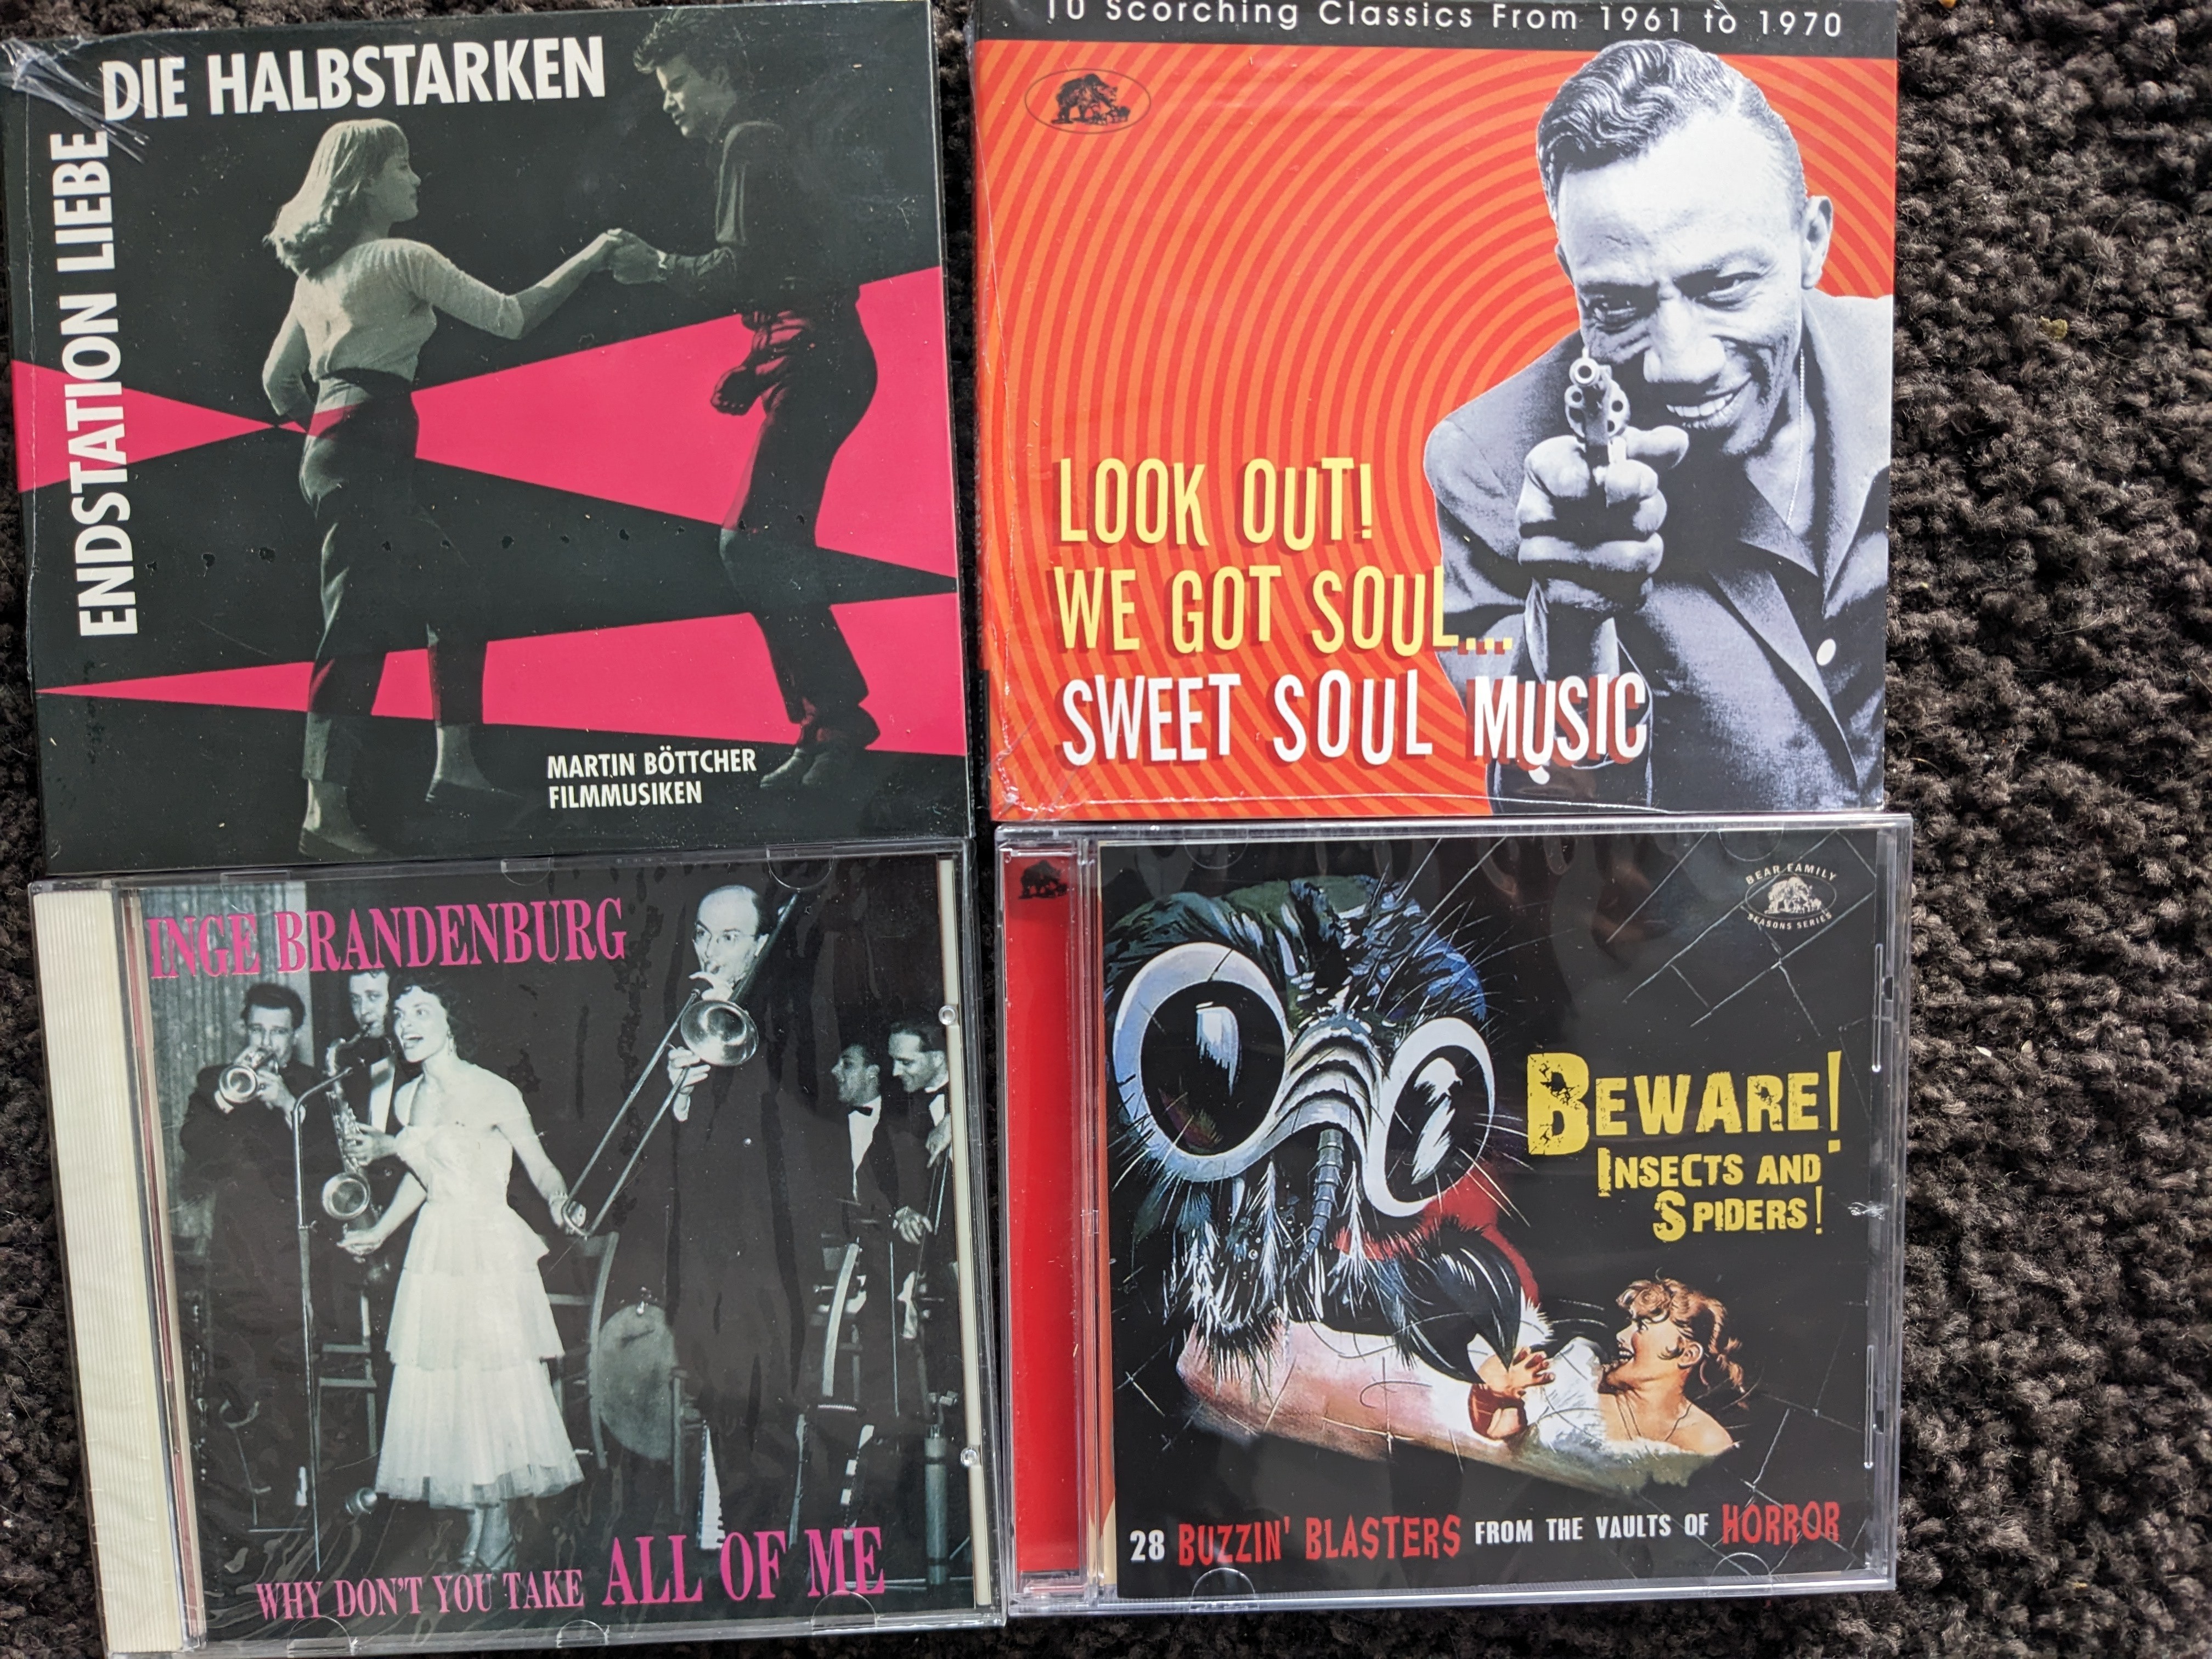 DIE HALBSTARKEN
ENDSTATION LIEBE
MARTIN BÖTTCHER
FILMMUSIKEN
10 Scorching Classics From 1961 to 1970
LOOK OUT!
WE GOT SOUL...
SWEET SOUL MUSIC
INGE BRANDENBURG
WHY DON'T YOU TAKE ALL OF ME
BEAR FAMILY
SEASONS SERIES
BEWARE!
INSECTS AND
SPIDERS!
28 BUZZIN' BLASTERS FROM THE VAULTS OF HORROR